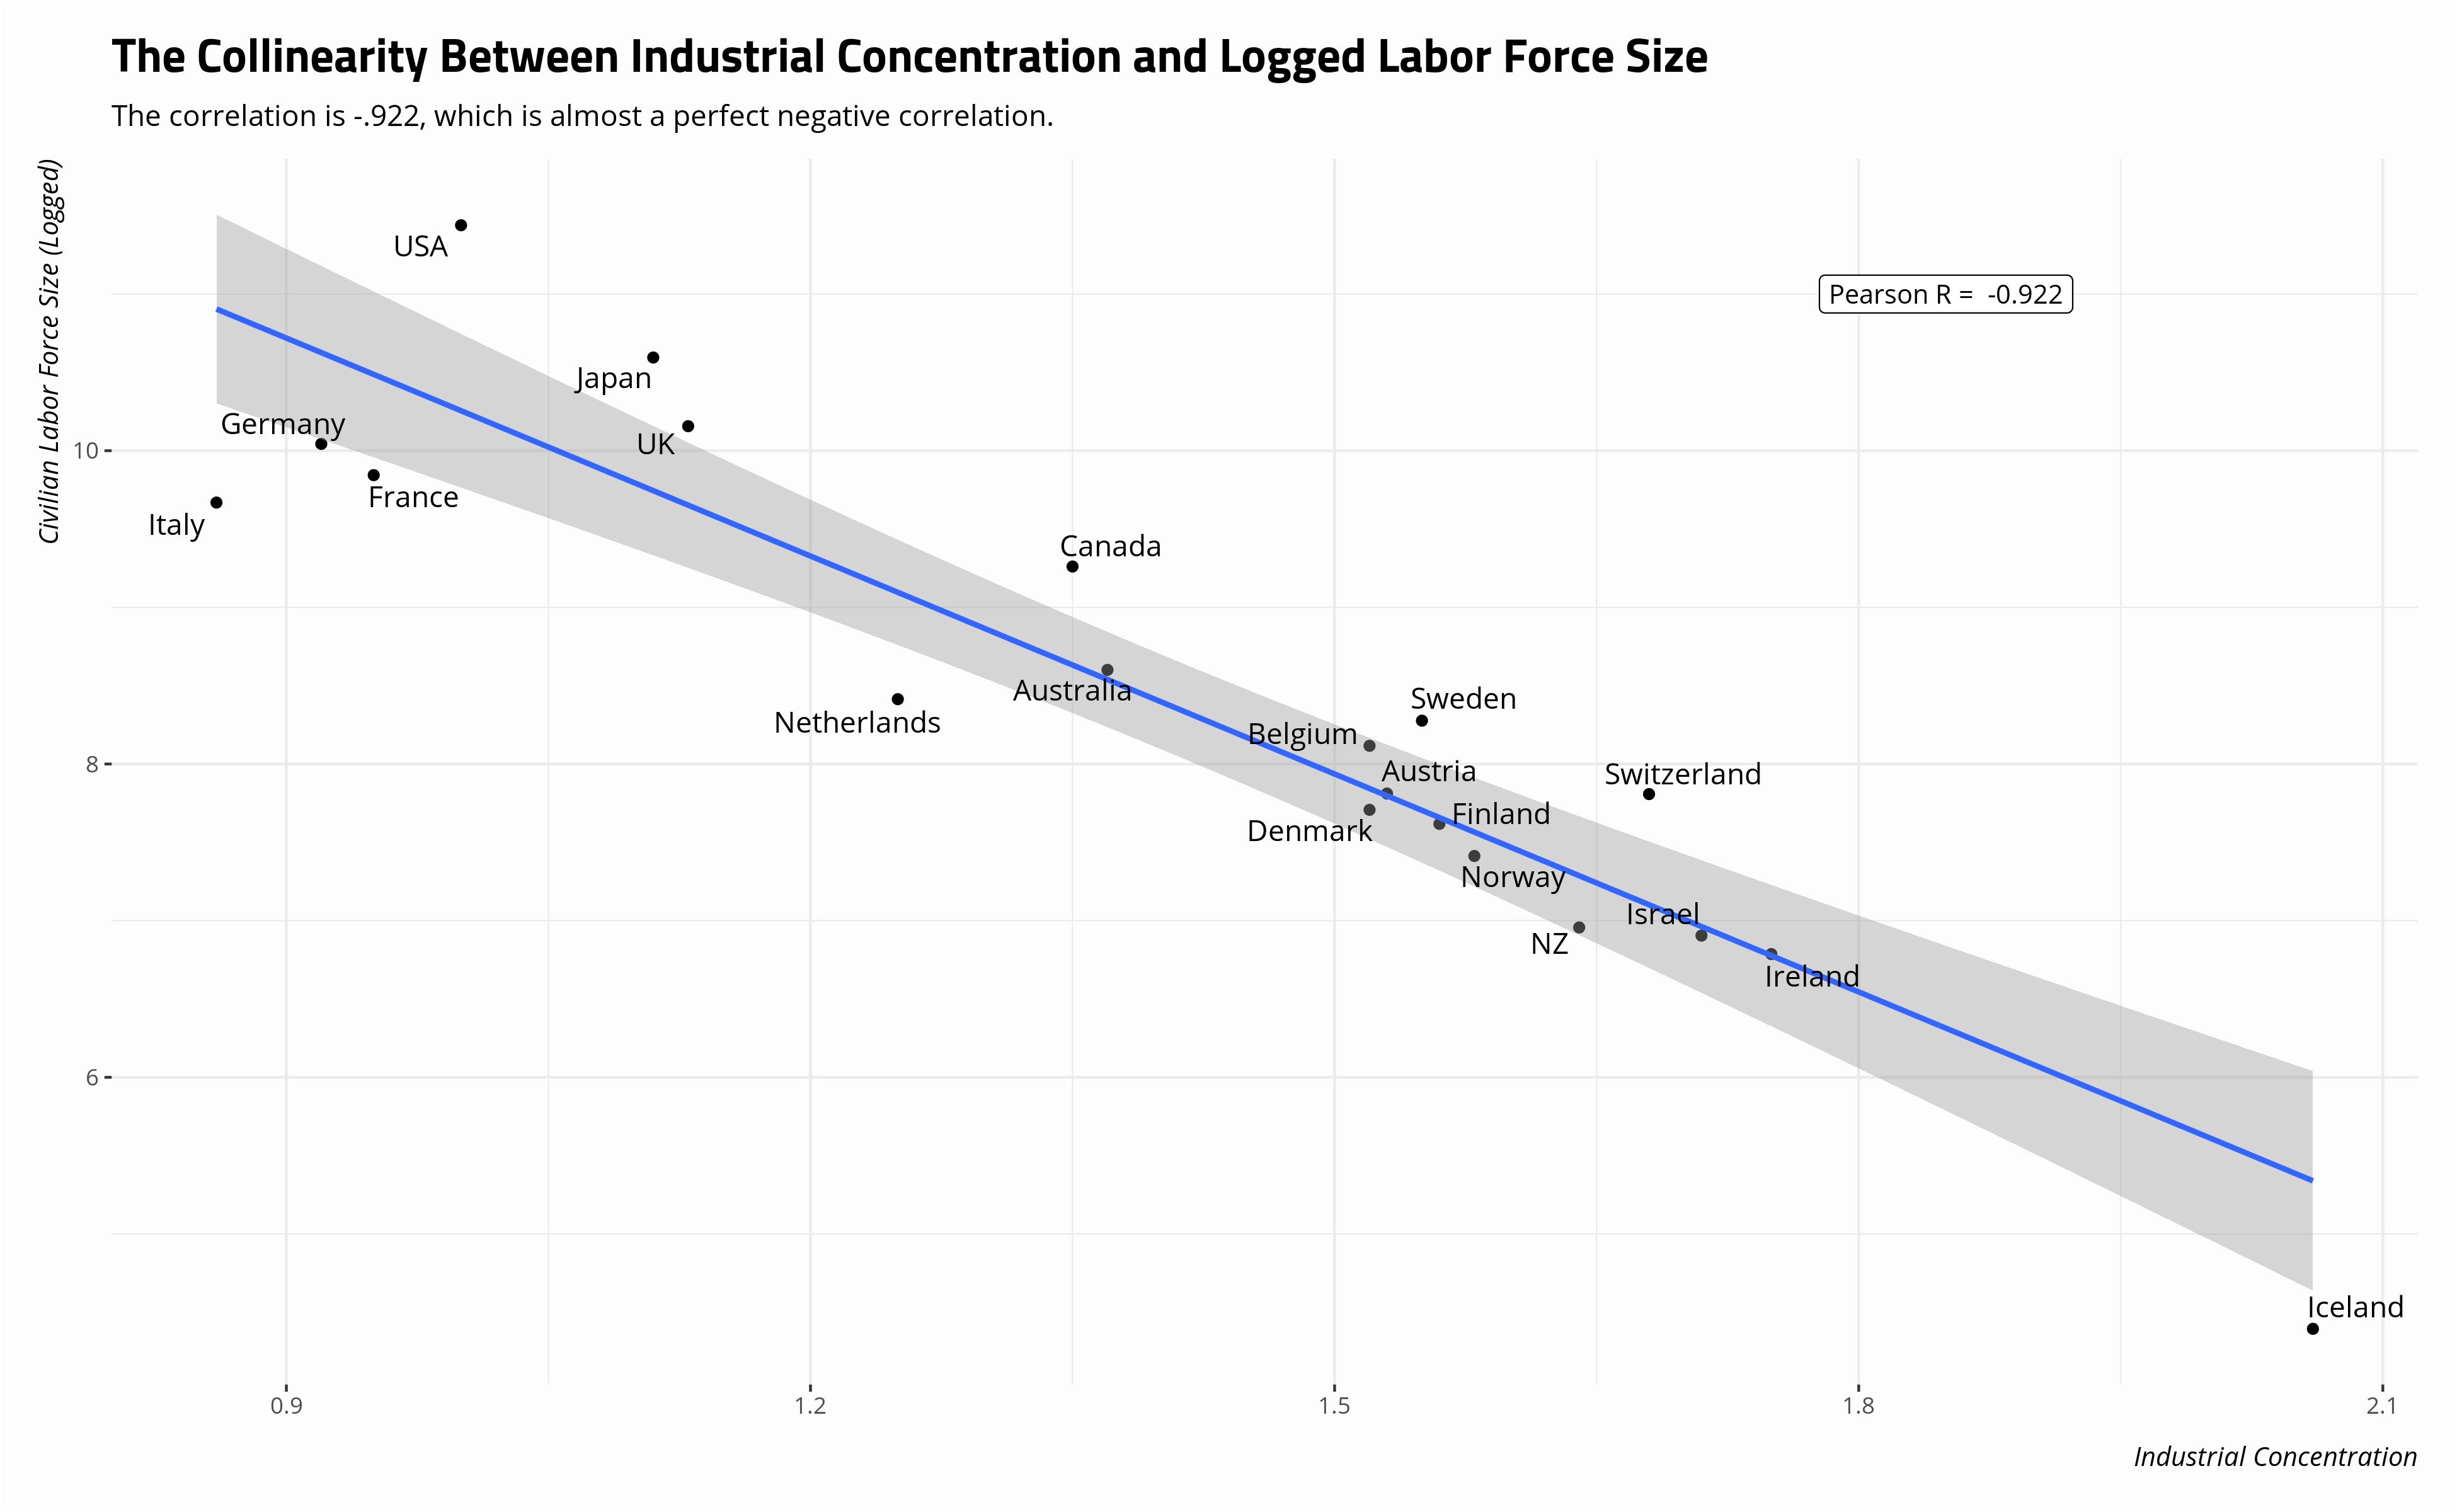 The Collinearity Between Industrial Concentration and Logged Labor Force Size
The correlation is -.922, which is almost a perfect negative correlation.
Civilian Labor Force Size (Logged)
USA
Pearson R =  -0.922
Japan
Germany
UK
10
France
Italy
Canada
Australia
Sweden
Netherlands
Belgium
8
Austria
Switzerland
Finland
Denmark
Norway
Israel
NZ
Ireland
6
Iceland
0.9
1.2
1.5
1.8
2.1
Industrial Concentration